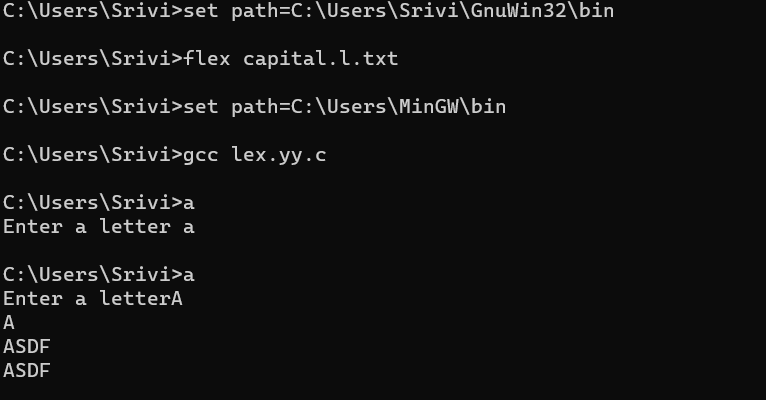 C:\Users\Srivi>set path=C:\Users\Srivi\GnuWin32\bin
C:\Users\Srivi>flex capital.l.txt
C:\Users\Srivi>set path=C:\Users\MinGW\bin
C:\Users\Srivi>gcc lex.yy.c
C:\Users\Srivi>a
Enter a letter a
C:\Users\Srivi>a
Enter a letterA
A
ASDF
ASDF